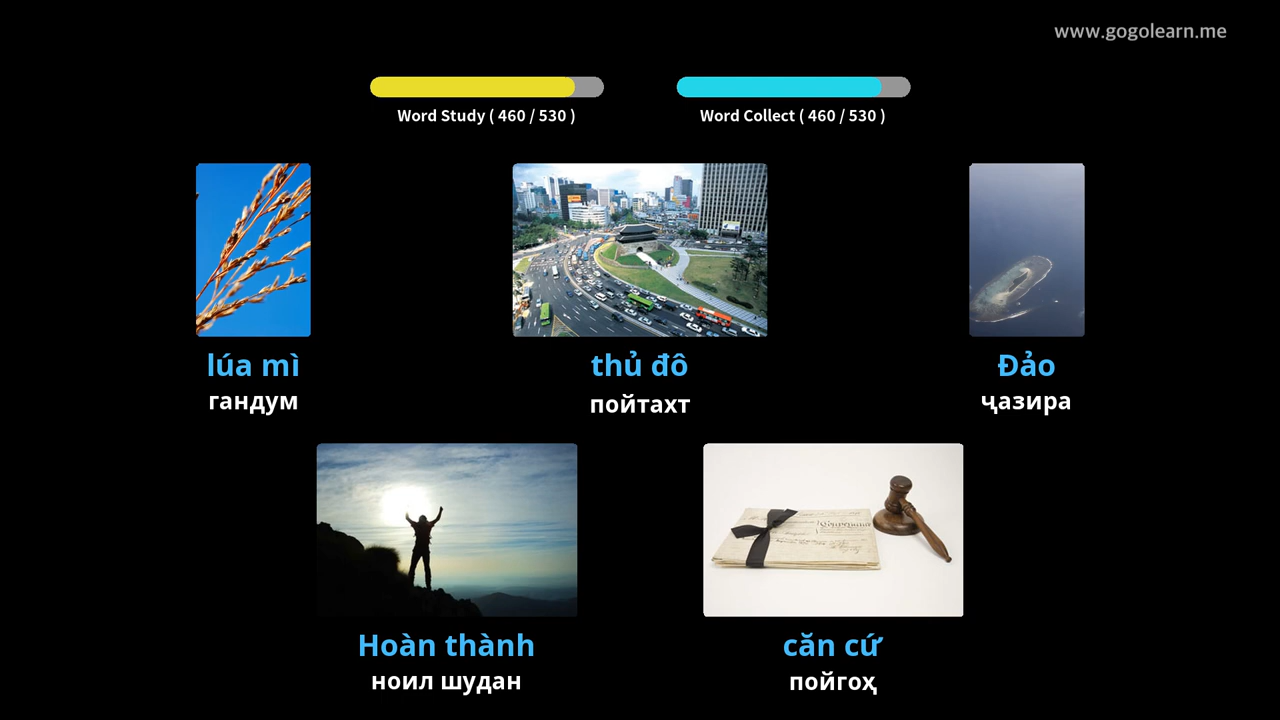 www.gogolearn.me
Word Study ( 460 / 530 )
Word Collect ( 460 / 530 )
lúa mì
гандум
thủ đô
пойтахт
Đảo
ҷазира
Hoàn thành
ноил шудан
căn cứ
пойгоҳ